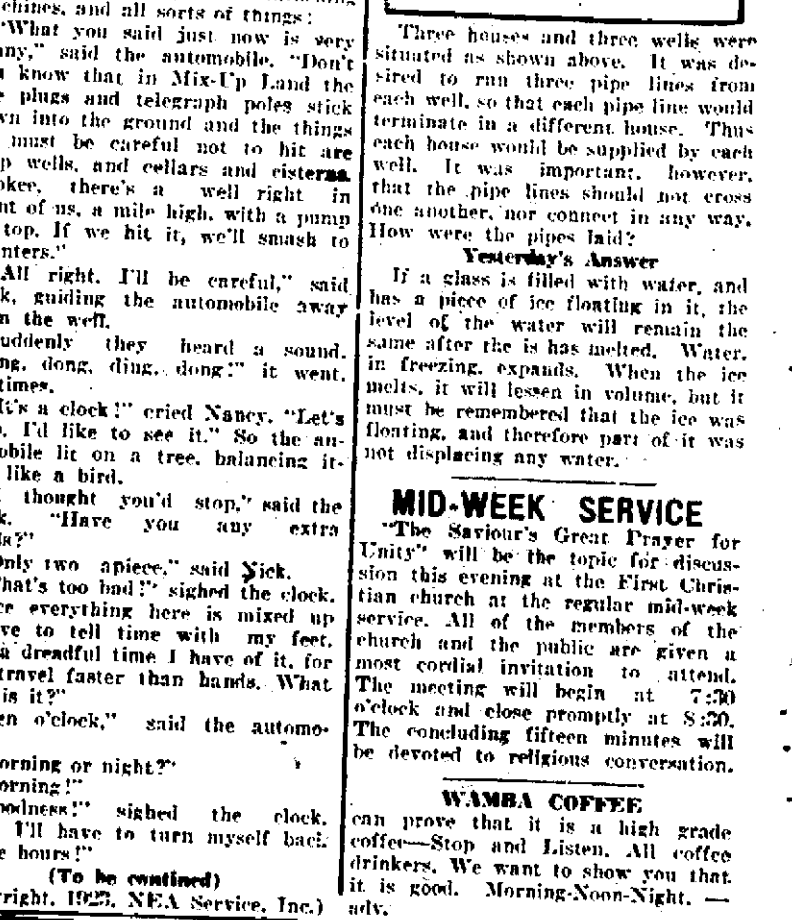 chines, and all sorts of things!
"What you said just now is very
any," said the automobile. "Don't
u know that in Mix-Up Land the
e plugs and telegraph poles stick
wn into the ground and the things
must be careful not to hit are
p wells, and cellars and cisterns
oker, there's a well right in
nt of us, a mile high, with a pump
top. If we hit it, we'll smash to
nters."
All right. I'll be careful," said
k, guiding the automobile away
m the well.
uddenly they heard a sound.
ng, dong, ding, dong!" it went,
times.
It's a clock!" cried Nancy. "Let's
p. I'd like to see it." So the au-
obile lit on a tree, balancing it-
like a bird.
I thought you'd stop," said the
k. "Have you any extra
ds?"
Only two apiece," said Nick.
That's too bad!" sighed the clock.
ce everything here is mixed up
ve to tell time with my feet.
a dreadful time I have of it, for
travel faster than hands. What
is it?"
en o'clock," said the automo-
orning or night?"
orning!"
oodness!" sighed the clock.
I'll have to turn myself back
e hours!"
(To be contined)
yright, 1923, NEA Service, Inc.)
Three houses and three wells were
situated as shown above. It was de-
sired to run three pipe lines from
each well, so that each pipe line would
terminate in a different house. Thus
each house would be supplied by each
well. It was important, however,
that the pipe lines should not cross
one another, nor connect in any way.
How were the pipes laid?
Yesterday's Answer
If a glass is filled with water, and
has a piece of ice floating in it, the
level of the water will remain the
same after the is has melted. Water,
in freezing, expands. When the ice
melts, it will lessen in volume, but it
must be remembered that the ice was
floating, and therefore part of it was
not displacing any water.
MID-WEEK SERVICE
"The Saviour's Great Prayer for
Unity" will be the topic for discus-
sion this evening at the First Chris-
tian church at the regular mid-week
service. All of the members of the
church and the public are given a
most cordial invitation to attend.
The meeting will begin at 7:30
o'clock and close promptly at 8:30.
The concluding fifteen minutes will
be devoted to religious conversation.
WAMBA COFFEE
can prove that it is a high grade
coffee—Stop and Listen. All coffee
drinkers. We want to show you that
it is good. Morning-Noon-Night. —
adv.